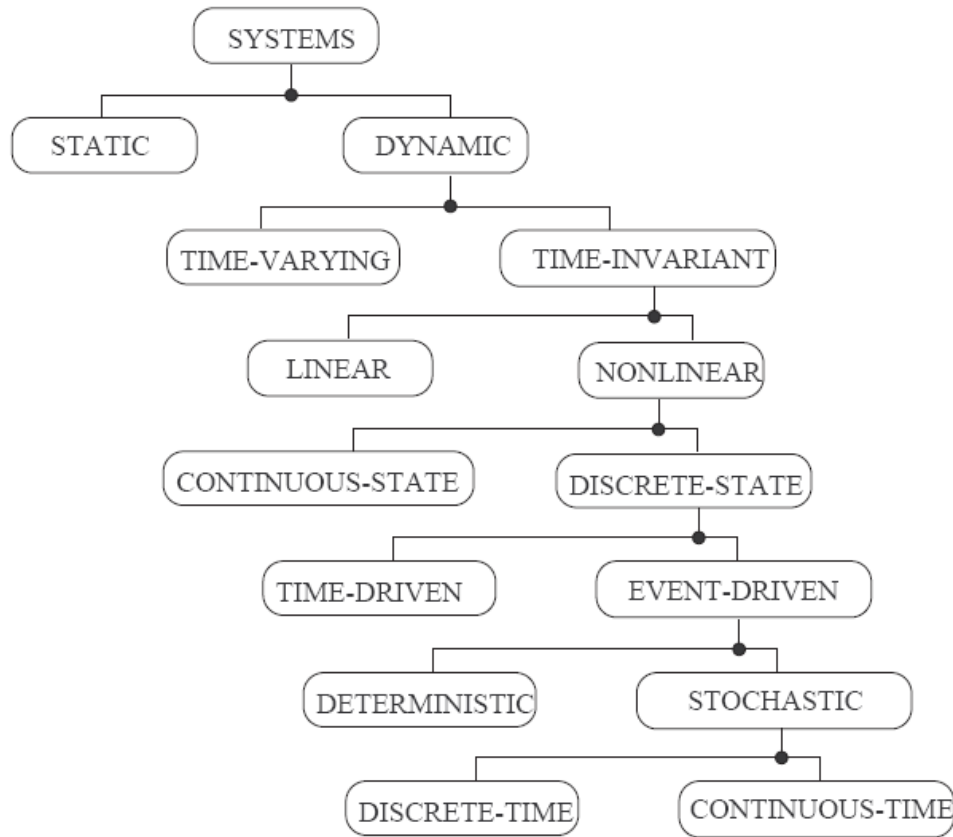 SYSTEMS
STATIC
DYNAMIC
TIME-VARYING
TIME-INVARIANT
LINEAR
NONLINEAR
CONTINUOUS-STATE
DISCRETE-STATE
TIME-DRIVEN
EVENT-DRIVEN
DETERMINISTIC
STOCHASTIC
DISCRETE-TIME
CONTINUOUS-TIME